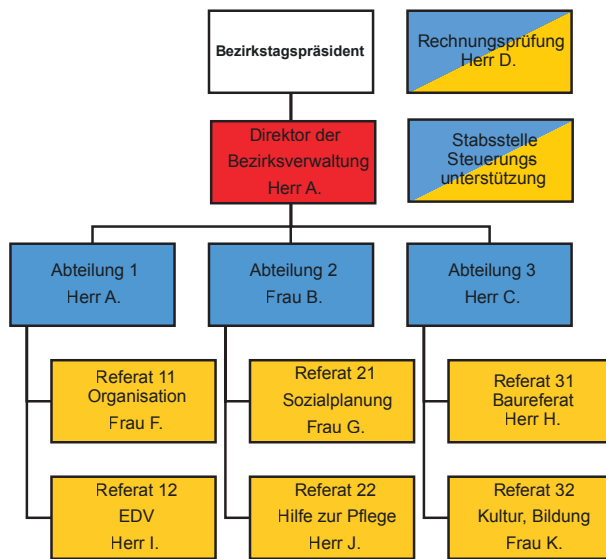 Bezirkstagspräsident
Rechnungsprüfung
Herr D.
Direktor der
Bezirksverwaltung
Herr A.
Stabsstelle
Steuerungs
unterstützung
Abteilung 1
Herr A.
Abteilung 2
Frau B.
Abteilung 3
Herr C.
Referat 11
Organisation
Frau F.
Referat 21
Sozialplanung
Frau G.
Referat 31
Baureferat
Herr H.
Referat 12
EDV
Herr I.
Referat 22
Hilfe zur Pflege
Herr J.
Referat 32
Kultur, Bildung
Frau K.